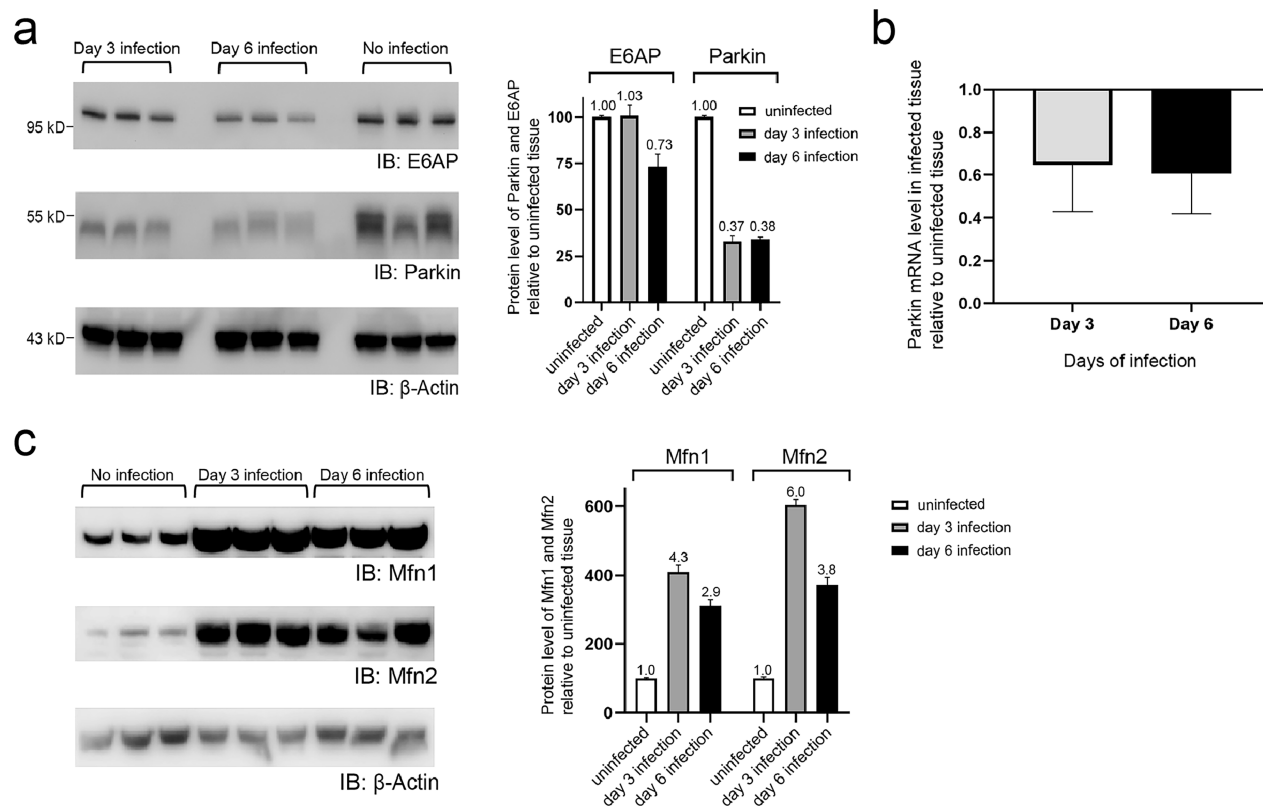 a
Day 3 infection
Day 6 infection
No infection
95 kD
IB: E6AP
55 kD
IB: Parkin
43 kD
IB: β-Actin
Protein level of Parkin and E6AP
relative to uninfected tissue
E6AP
Parkin
100
75
50
25
0
1.00
1.03
0.73
1.00
0.37
0.38
uninfected
day 3 infection
day 6 infection
uninfected
day 3 infection
day 6 infection
uninfected
day 3 infection
day 6 infection
b
Parkin mRNA level in infected tissue
relative to uninfected tissue
1.0
0.8
0.6
0.4
0.2
0.0
Day 3
Day 6
Days of infection
c
No infection
Day 3 infection
Day 6 infection
IB: Mfn1
IB: Mfn2
IB: β-Actin
Protein level of Mfn1 and Mfn2
relative to uninfected tissue
Mfn1
Mfn2
600
400
200
0
1.0
4.3
2.9
1.0
6.0
3.8
uninfected
day 3 infection
day 6 infection
uninfected
day 3 infection
day 6 infection
uninfected
day 3 infection
day 6 infection